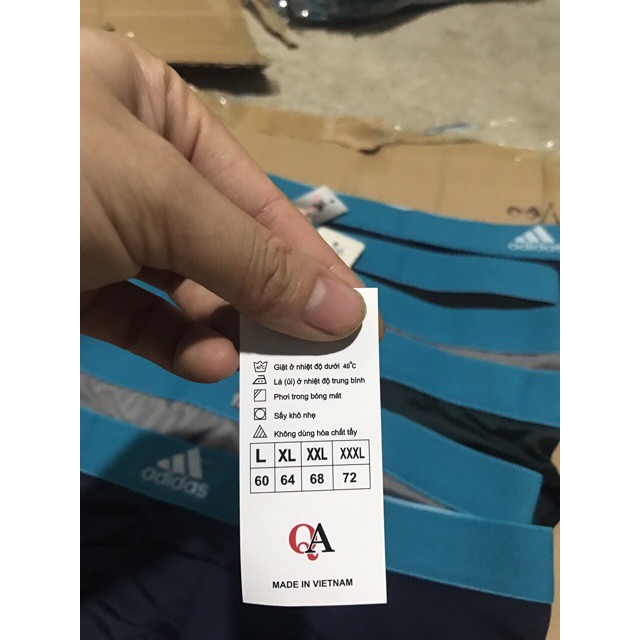 adidas
40°C
Giặt ở nhiệt độ dưới 40°C
Là (ủi) ở nhiệt độ trung bình
Phơi trong bóng mát
Sấy khô nhẹ
Không dùng hóa chất tẩy
L XL XXL XXXL
60 64 68 72
QA
MADE IN VIETNAM
adidas